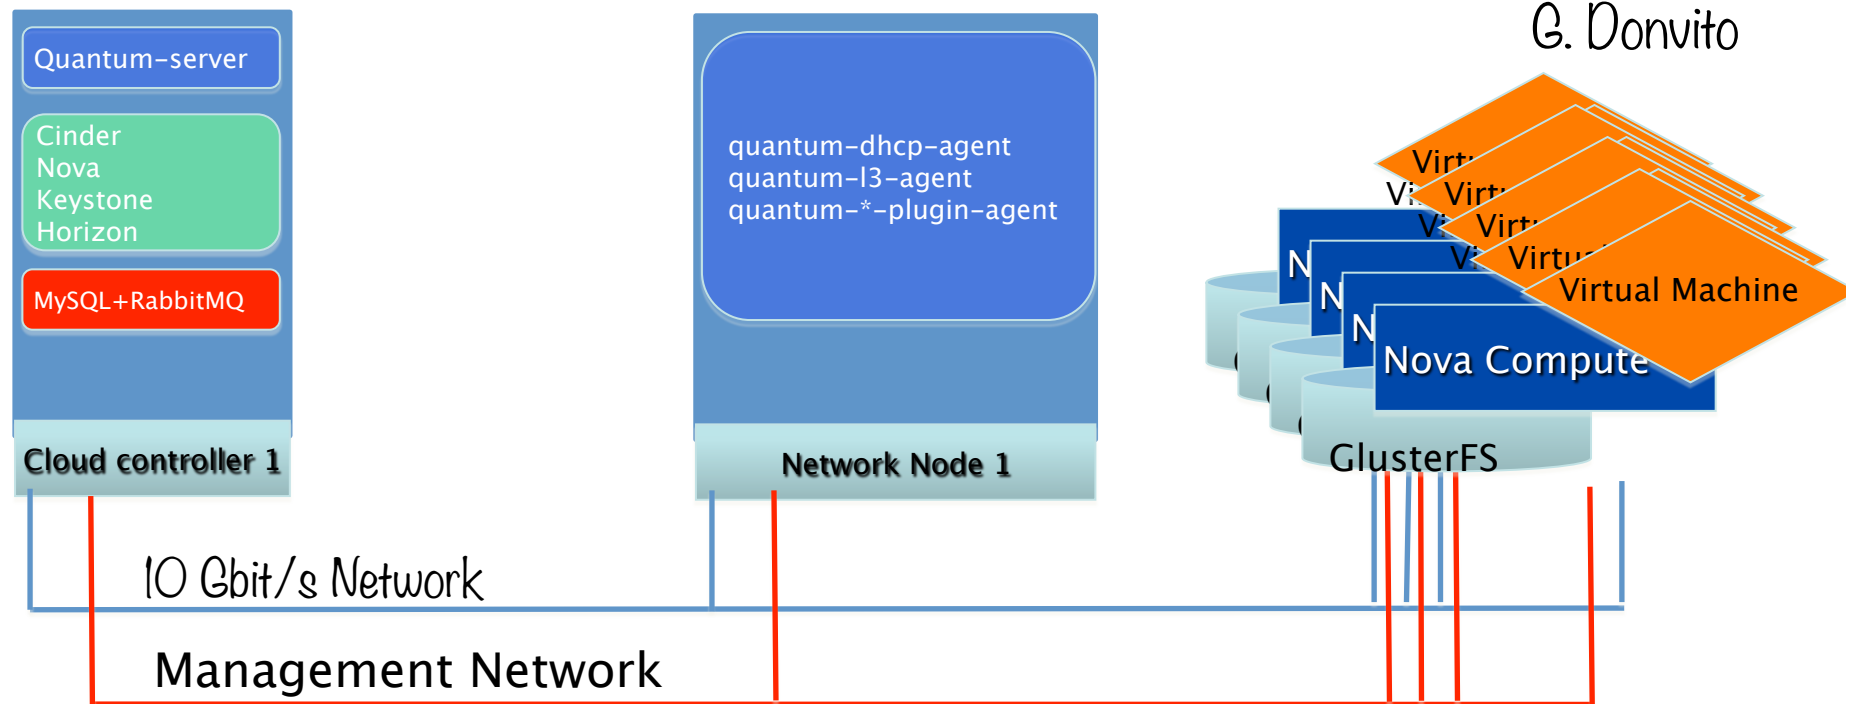 G. Donvito
Quantum-server
Cinder
Nova
Keystone
Horizon
MySQL+RabbitMQ
Cloud controller 1
quantum-dhcp-agent
quantum-l3-agent
quantum-*-plugin-agent
Network Node 1
Virtual Machine
Nova Compute
GlusterFS
10 Gbit/s Network
Management Network